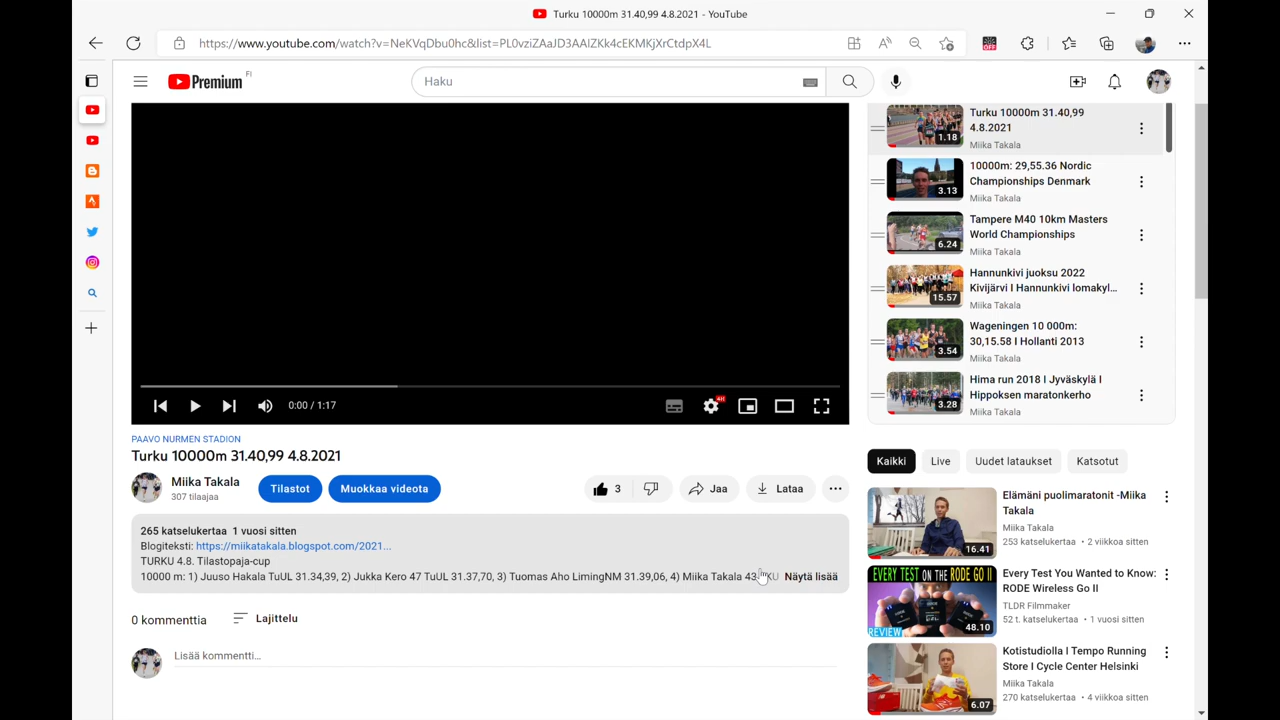 Turku 10000m 31.40,99 4.8.2021 - YouTube
https://www.youtube.com/watch?v=NeKVqDbu0hc&list=PL0vziZAaJD3AAlZKk4cEKMKjXrCtdpX4L
OFF
Premium FI
Haku
Turku 10000m 31.40,99
4.8.2021
Miika Takala
1.18
10000m: 29,55.36 Nordic
Championships Denmark
Miika Takala
3.13
Tampere M40 10km Masters
World Championships
Miika Takala
6.24
Hannunkivi juoksu 2022
Kivijärvi I Hannunkivi lomakyl...
Miika Takala
15.57
Wageningen 10 000m:
30,15.58 I Hollanti 2013
Miika Takala
3.54
Hima run 2018 I Jyväskylä I
Hippoksen maratonkerho
Miika Takala
3.28
0:00 / 1:17
PAAVO NURMEN STADION
Turku 10000m 31.40,99 4.8.2021
Miika Takala
307 tilaajaa
Tilastot
Muokkaa videota
3
Jaa
Lataa
265 katselukertaa 1 vuosi sitten
Blogiteksti: https://miikatakala.blogspot.com/2021...
TURKU 4.8. Tilastopaja-cup
10000 m: 1) Juuso Hakala TuUL 31.34,39, 2) Jukka Kero 47 TuUL 31.37,70, 3) Tuomas Aho LimingNM 31.39,06, 4) Miika Takala 43 KU Näytä lisää
0 kommenttia
Lajittelu
Lisää kommentti...
Kaikki
Live
Uudet lataukset
Katsotut
Elämäni puolimaratonit -Miika
Takala
Miika Takala
253 katselukertaa • 2 viikkoa sitten
16.41
EVERY TEST ON THE RODE GO II
REVIEW
48.10
Every Test You Wanted to Know:
RODE Wireless Go II
TLDR Filmmaker
52 t. katselukertaa • 1 vuosi sitten
Kotistudiolla I Tempo Running
Store I Cycle Center Helsinki
Miika Takala
270 katselukertaa • 4 viikkoa sitten
6.07